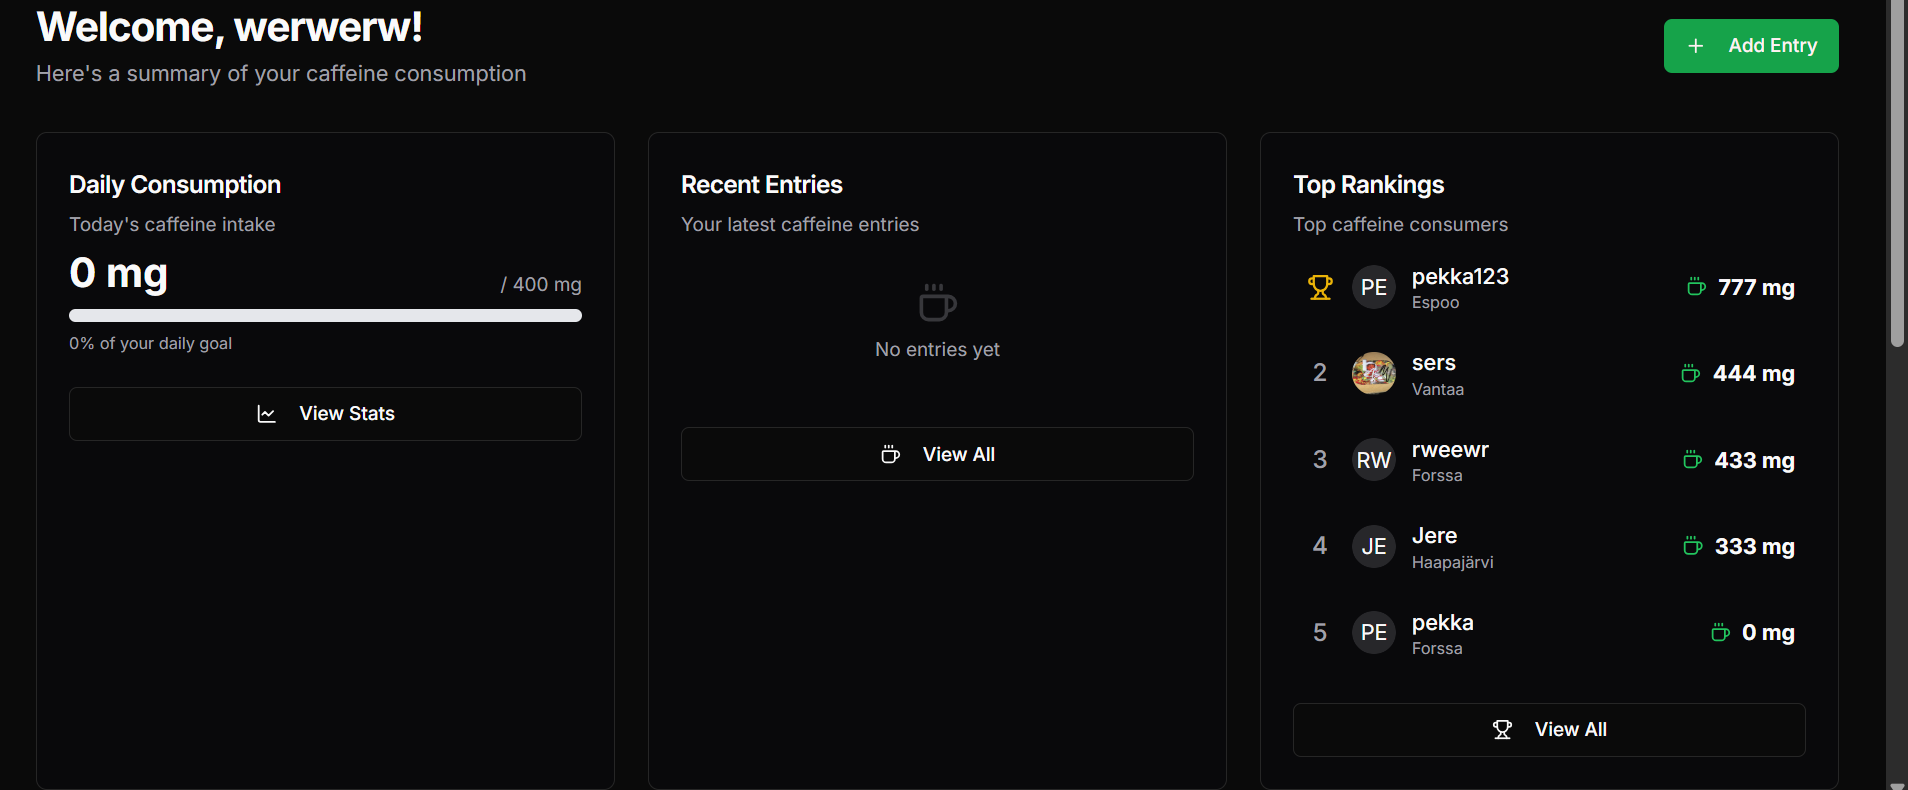 Welcome, werwerw!
Here's a summary of your caffeine consumption
Add Entry
Daily Consumption
Today's caffeine intake
0 mg
/ 400 mg
0% of your daily goal
View Stats
Recent Entries
Your latest caffeine entries
No entries yet
View All
Top Rankings
Top caffeine consumers
PE
pekka123
Espoo
777 mg
2
sers
Vantaa
444 mg
3
RW
rweewr
Forssa
433 mg
4
JE
Jere
Haapajärvi
333 mg
5
PE
pekka
Forssa
0 mg
View All